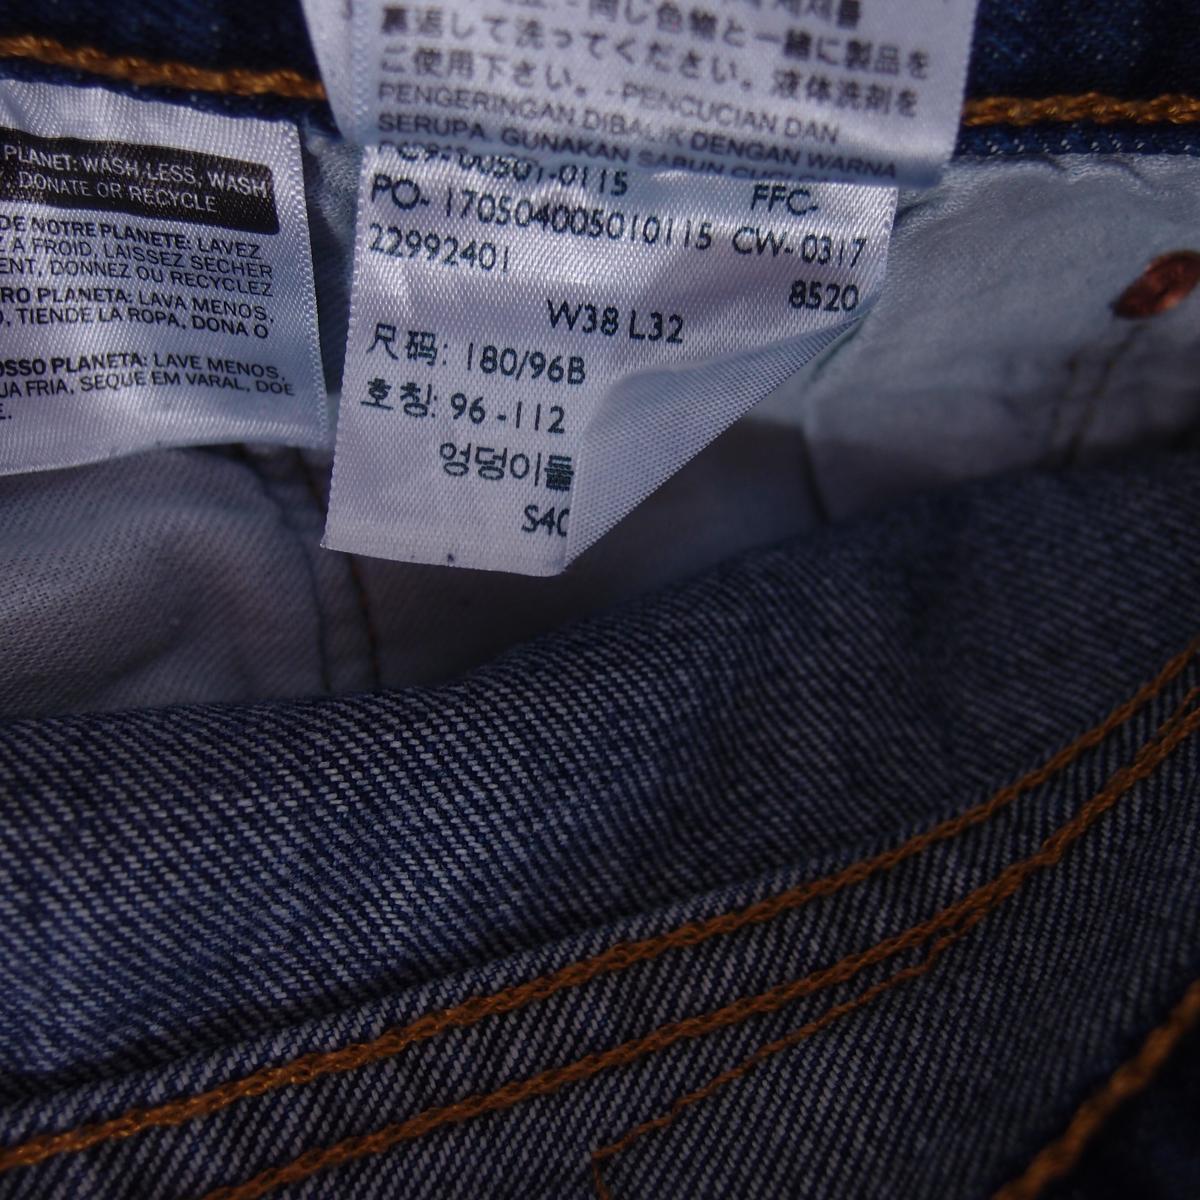 PLANET: WASH LESS, WASH
DONATE OR RECYCLE
DE NOTRE PLANETE: LAVEZ
À FROID, LAISSEZ SECHER
ENT, DONNEZ OU RECYCLEZ
RO PLANETA: LAVA MENOS,
, TIENDE LA ROPA, DONA O
OSSO PLANETA: LAVE MENOS,
UA FRIA, SEQUE EM VARAL, DOE
E.
同じ色物と一緒に製品を
裏返して洗ってください。液体洗剤を
ご使用下さい。-PENCUCIAN DAN
PENGERINGAN DIBALIK DENGAN WARNA
SERUPA. GUNAKAN SABUN
00501-0115 FFC-
PO- 170504005010115 CW- 0317
22992401
8520
W38 L32
尺码: 180/96B
호칭: 96 -112
엉덩이둘
S40